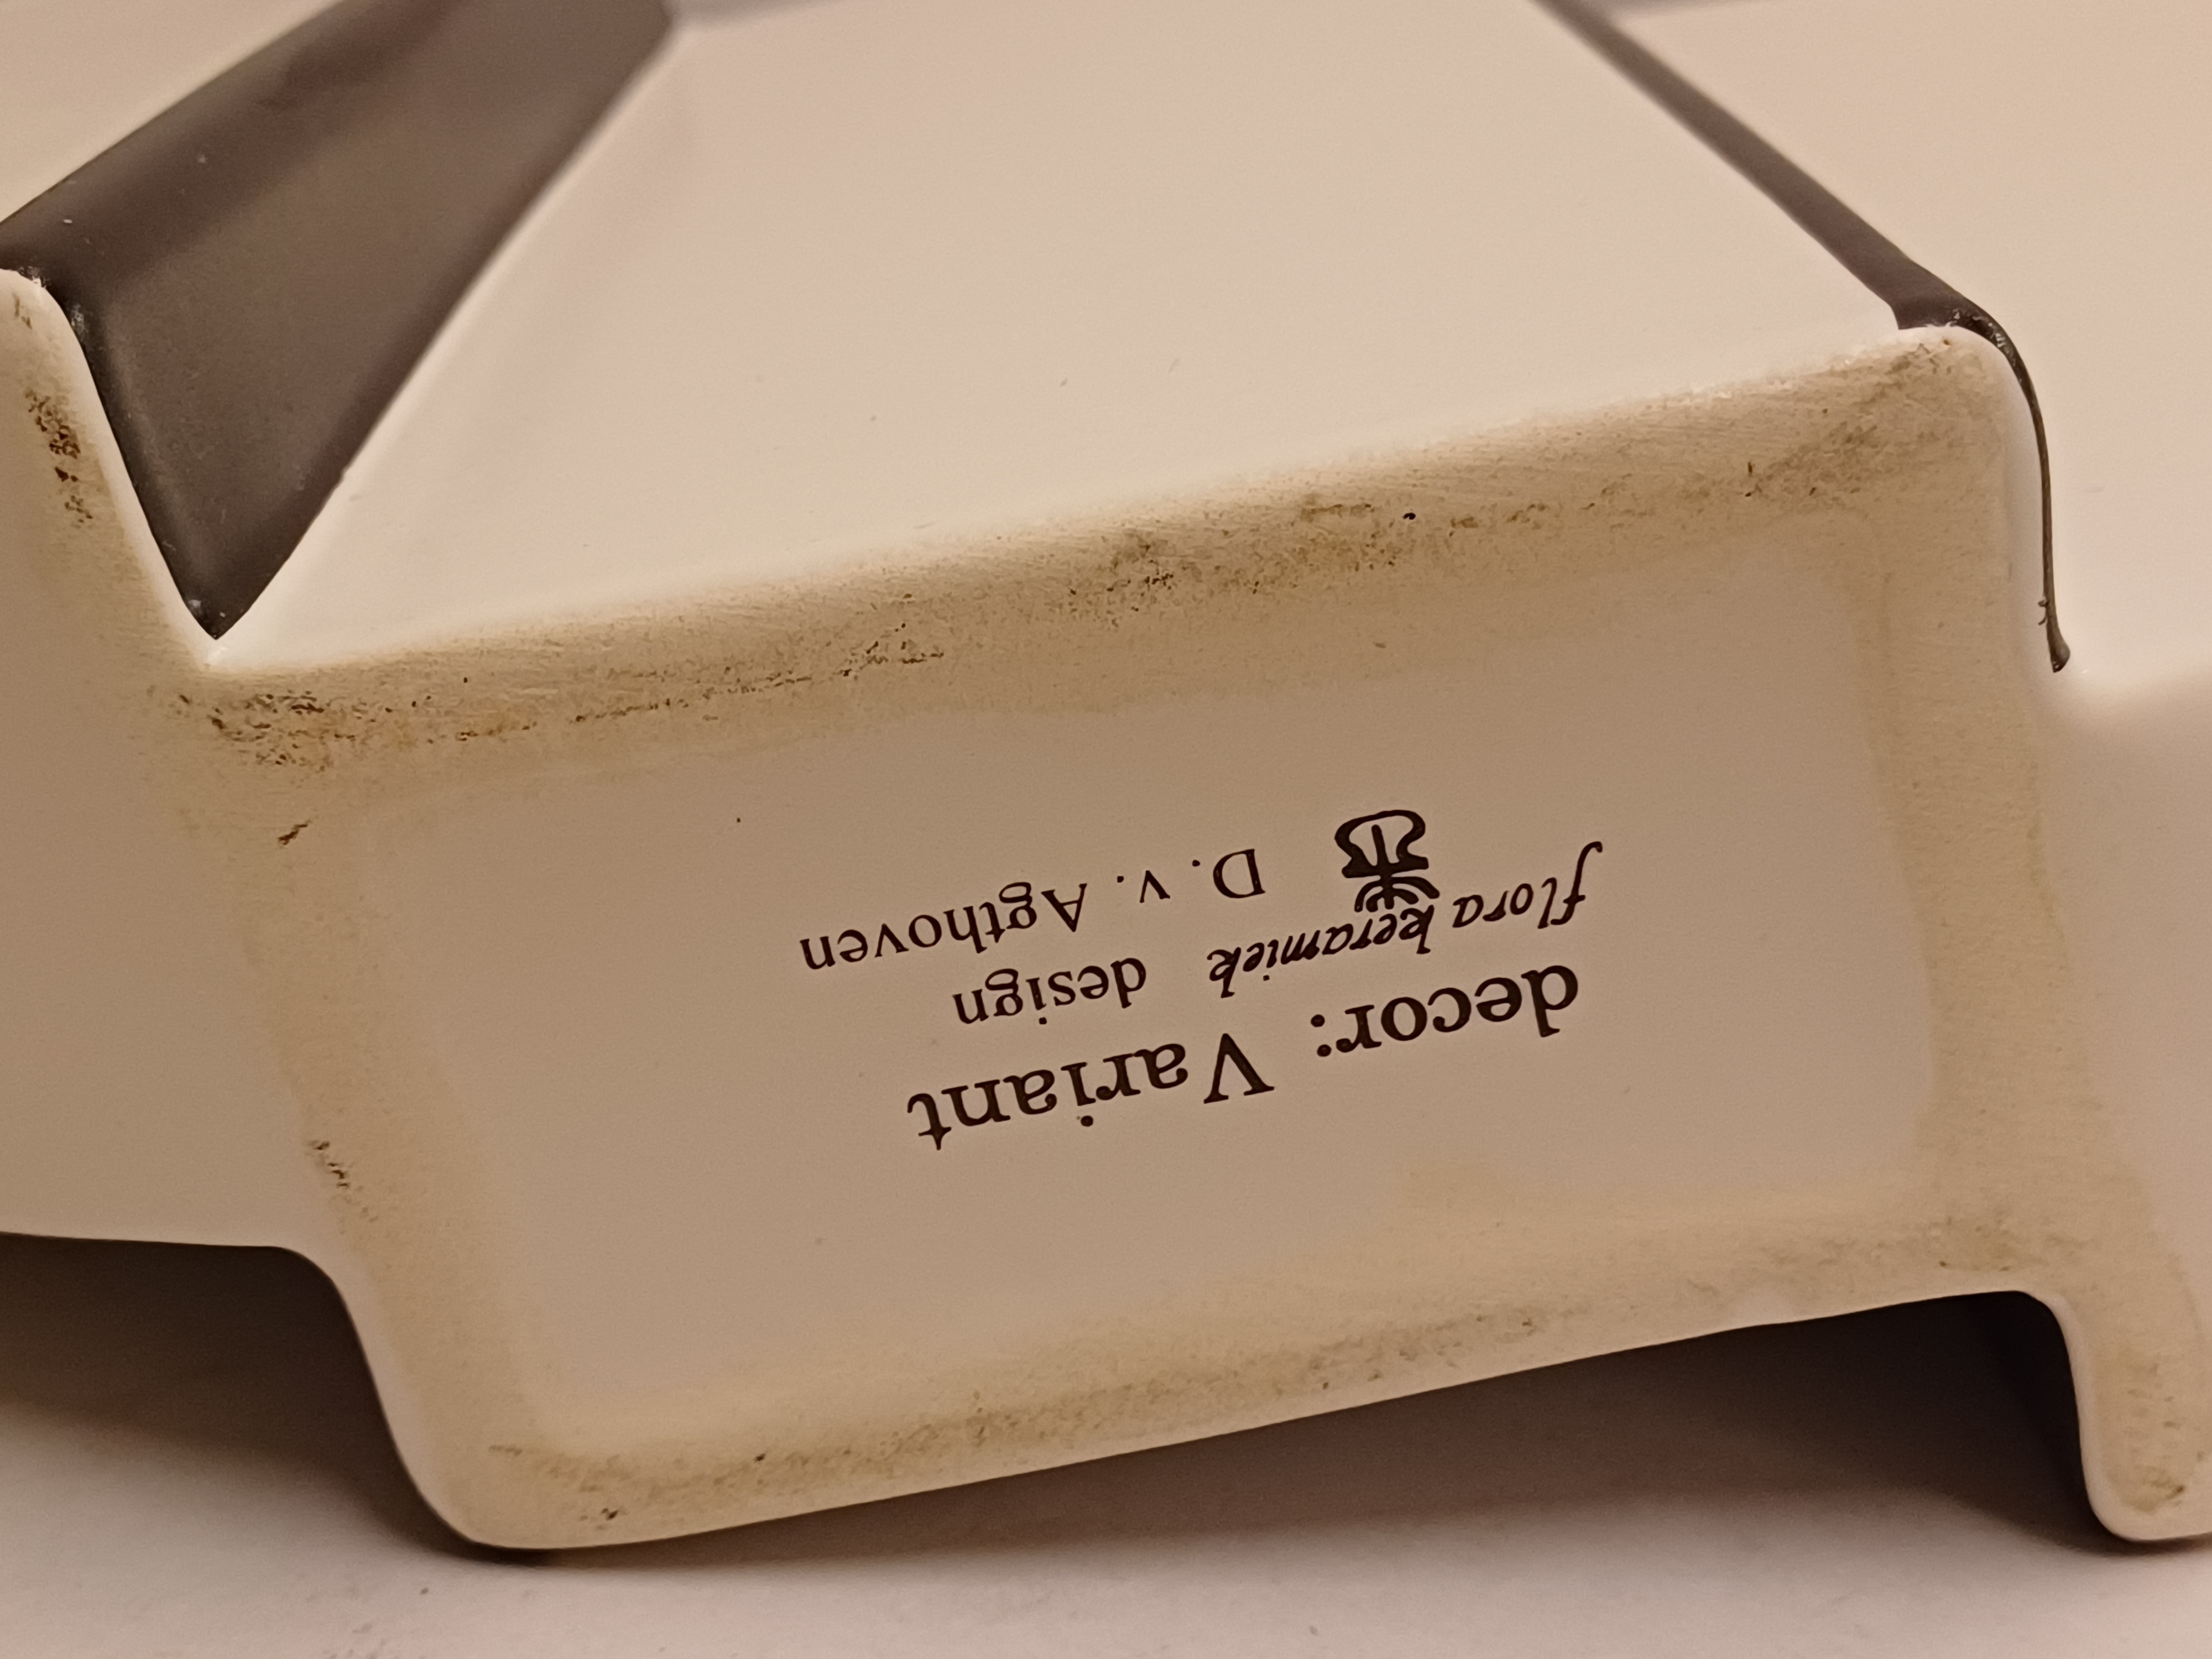 decor: Variant
flora keramiek design
D. v. Agthoven